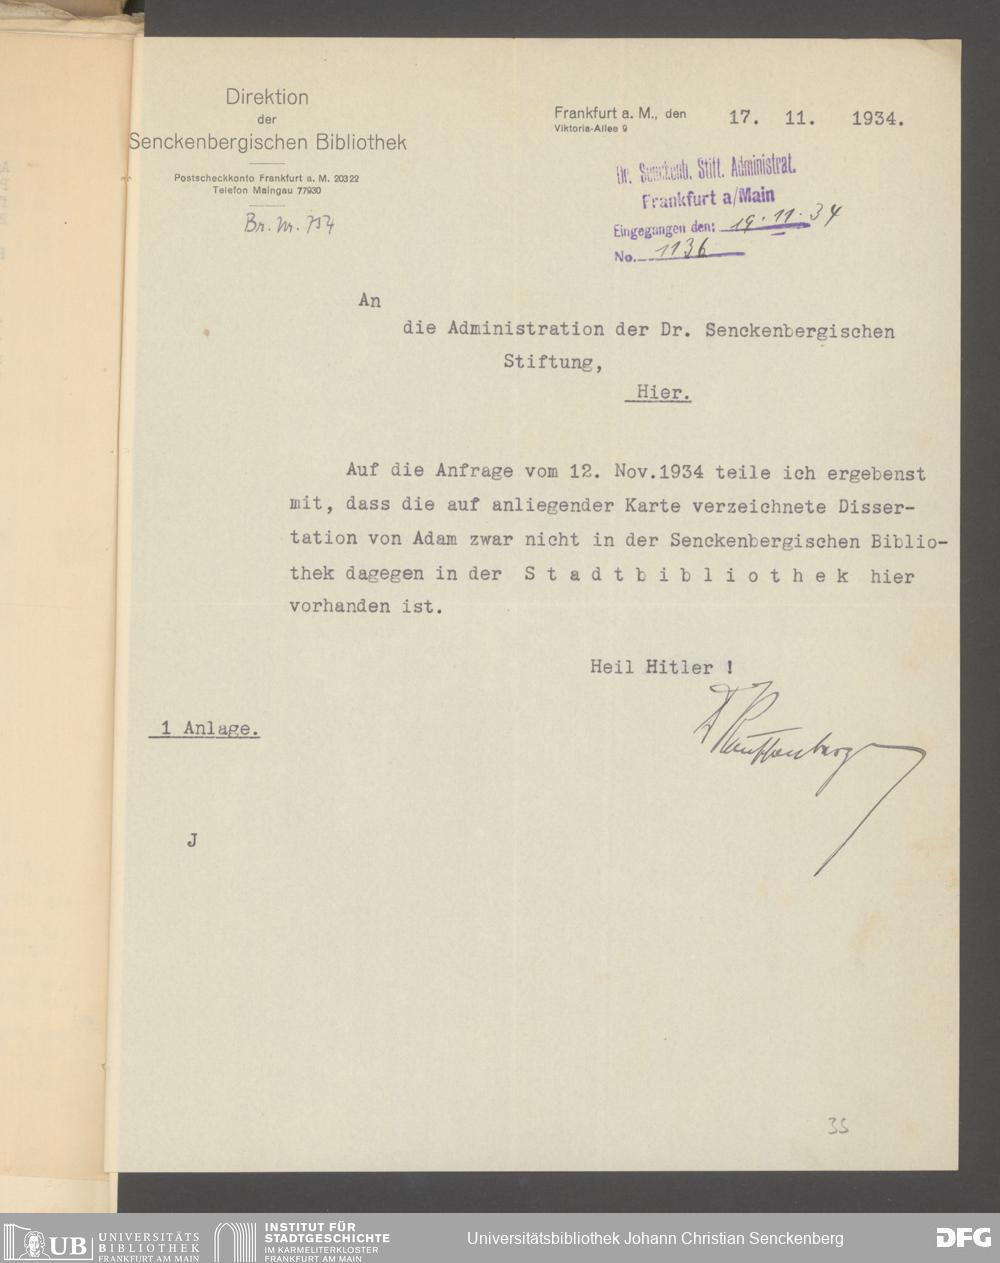 Direktion
der
Senckenbergischen Bibliothek
Postscheckkonto Frankfurt a. M. 20322
Telefon Maingau 77930
Br. Nr. 754
Frankfurt a. M., den 17. 11. 1934.
Viktoria-Allee 9
Dr. Senckenb. Stift. Administrat.
Frankfurt a/Main
Eingegangen den: 19. 11. 34
No. 1136
An
die Administration der Dr. Senckenbergischen
Stiftung,
Hier.
Auf die Anfrage vom 12. Nov.1934 teile ich ergebenst
mit, dass die auf anliegender Karte verzeichnete Disser-
tation von Adam zwar nicht in der Senckenbergischen Biblio-
thek dagegen in der S t a d t b i b l i o t h e k hier
vorhanden ist.
Heil Hitler !
1 Anlage.
J
35
UB UNIVERSITÄTS
BIBLIOTHEK
FRANKFURT AM MAIN
INSTITUT FÜR
STADTGESCHICHTE
IM KARMELITERKLOSTER
FRANKFURT AM MAIN
Universitätsbibliothek Johann Christian Senckenberg
DFG